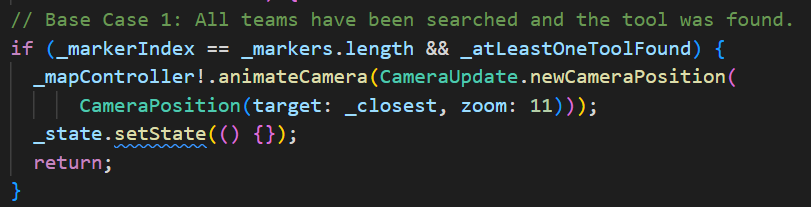 // Base Case 1: All teams have been searched and the tool was found.
if (_markerIndex == _markers.length && _atLeastOneToolFound) {
  _mapController!.animateCamera(CameraUpdate.newCameraPosition(
      CameraPosition(target: _closest, zoom: 11)));
  _state.setState(() {});
  return;
}